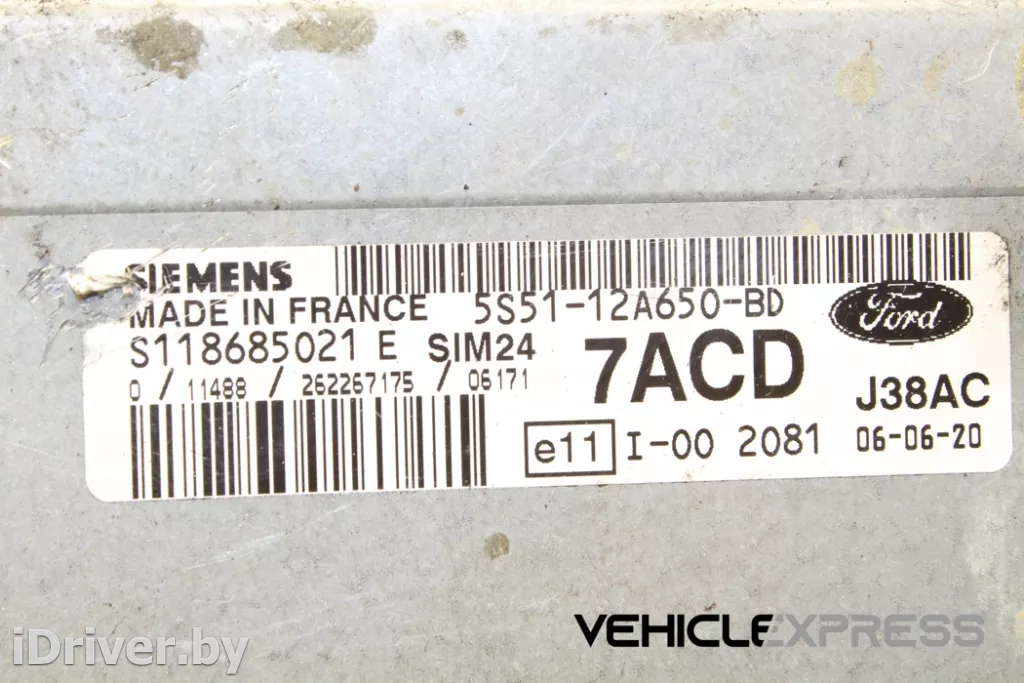 SIEMENS
MADE IN FRANCE 5S51-12A650-BD
S118685021 E SIM24 7ACD Ford
0 / 11488 / 262267175 / 06171 J38AC
e11 I-00 2081 06-06-20
VEHICLEXPRESS
iDriver.by